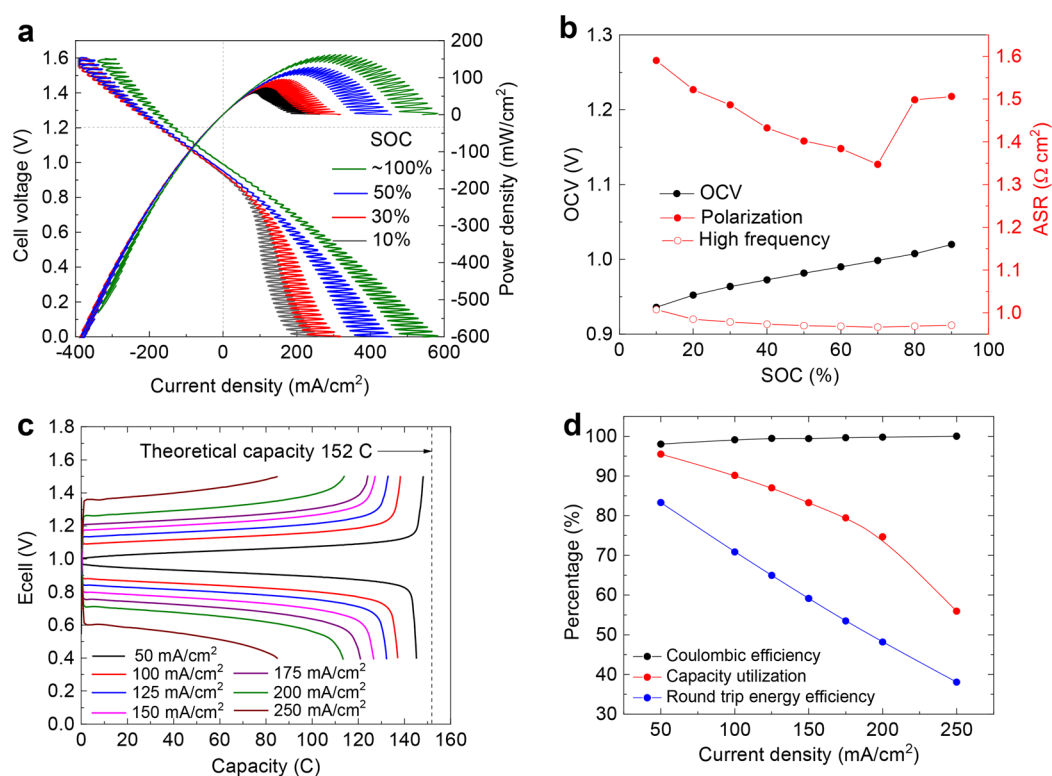 a
1.6
1.4
1.2
1.0
0.8
0.6
0.4
0.2
0.0
Cell voltage (V)
-400
-200
0
200
400
600
Current density (mA/cm²)
200
100
0
-100
-200
-300
-400
-500
-600
Power density (mW/cm²)
SOC
~100%
50%
30%
10%
b
1.3
1.2
1.1
1.0
0.9
OCV (V)
0
20
40
60
80
100
SOC (%)
1.6
1.5
1.4
1.3
1.2
1.1
1.0
ASR (Ω cm²)
OCV
Polarization
High frequency
c
1.8
1.6
1.4
1.2
1.0
0.8
0.6
0.4
0.2
0.0
Ecell (V)
Theoretical capacity 152 C
50 mA/cm²
100 mA/cm²
125 mA/cm²
150 mA/cm²
175 mA/cm²
200 mA/cm²
250 mA/cm²
0
20
40
60
80
100
120
140
160
Capacity (C)
d
100
90
80
70
60
50
40
30
Percentage (%)
Coulombic efficiency
Capacity utilization
Round trip energy efficiency
50
100
150
200
250
Current density (mA/cm²)